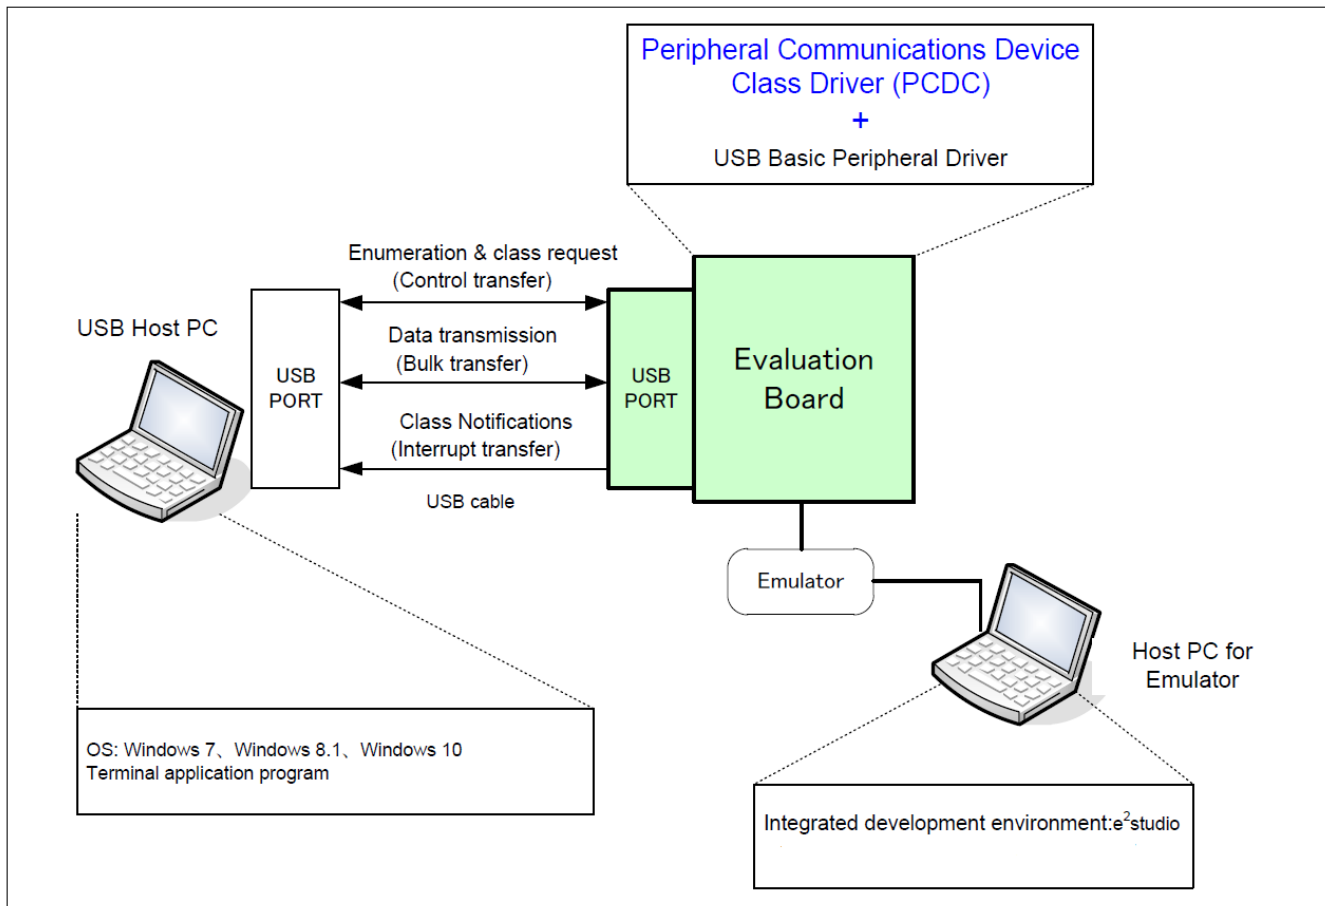 Peripheral Communications Device
Class Driver (PCDC)
+
USB Basic Peripheral Driver
Enumeration & class request
(Control transfer)
USB Host PC
Data transmission
(Bulk transfer)
USB
PORT
USB
PORT
Evaluation
Board
Class Notifications
(Interrupt transfer)
USB cable
Emulator
Host PC for
Emulator
OS: Windows 7、Windows 8.1、Windows 10
Terminal application program
Integrated development environment:e²studio